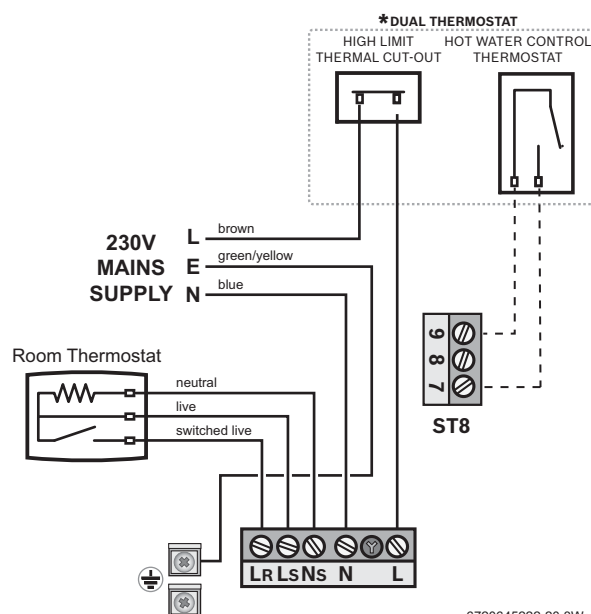 *DUAL THERMOSTAT
HIGH LIMIT THERMAL CUT-OUT
HOT WATER CONTROL THERMOSTAT
230V MAINS SUPPLY
L brown
E green/yellow
N blue
Room Thermostat
neutral
live
switched live
9
8
7
ST8
LR LS NS N Y L